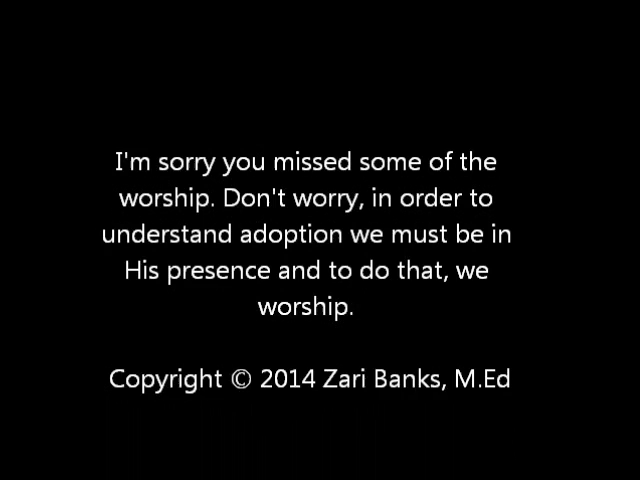 I'm sorry you missed some of the
worship. Don't worry, in order to
understand adoption we must be in
His presence and to do that, we
worship.
Copyright © 2014 Zari Banks, M.Ed